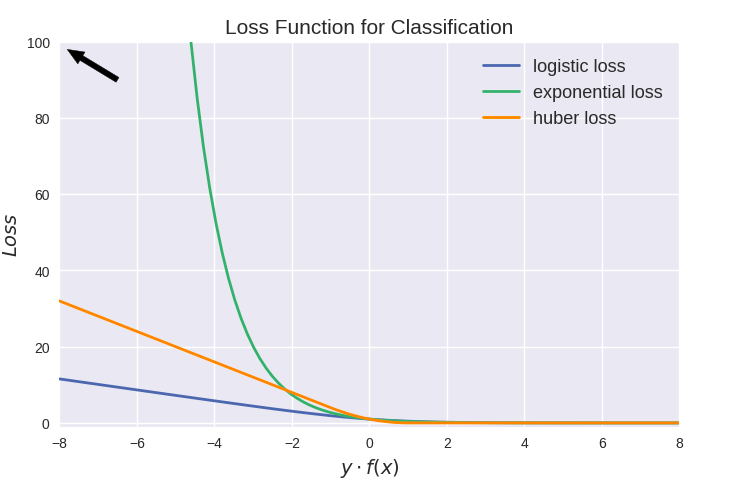 Loss Function for Classification
100
80
60
40
20
0
Loss
logistic loss
exponential loss
huber loss
−8 −6 −4 −2 0 2 4 6 8
y · f(x)